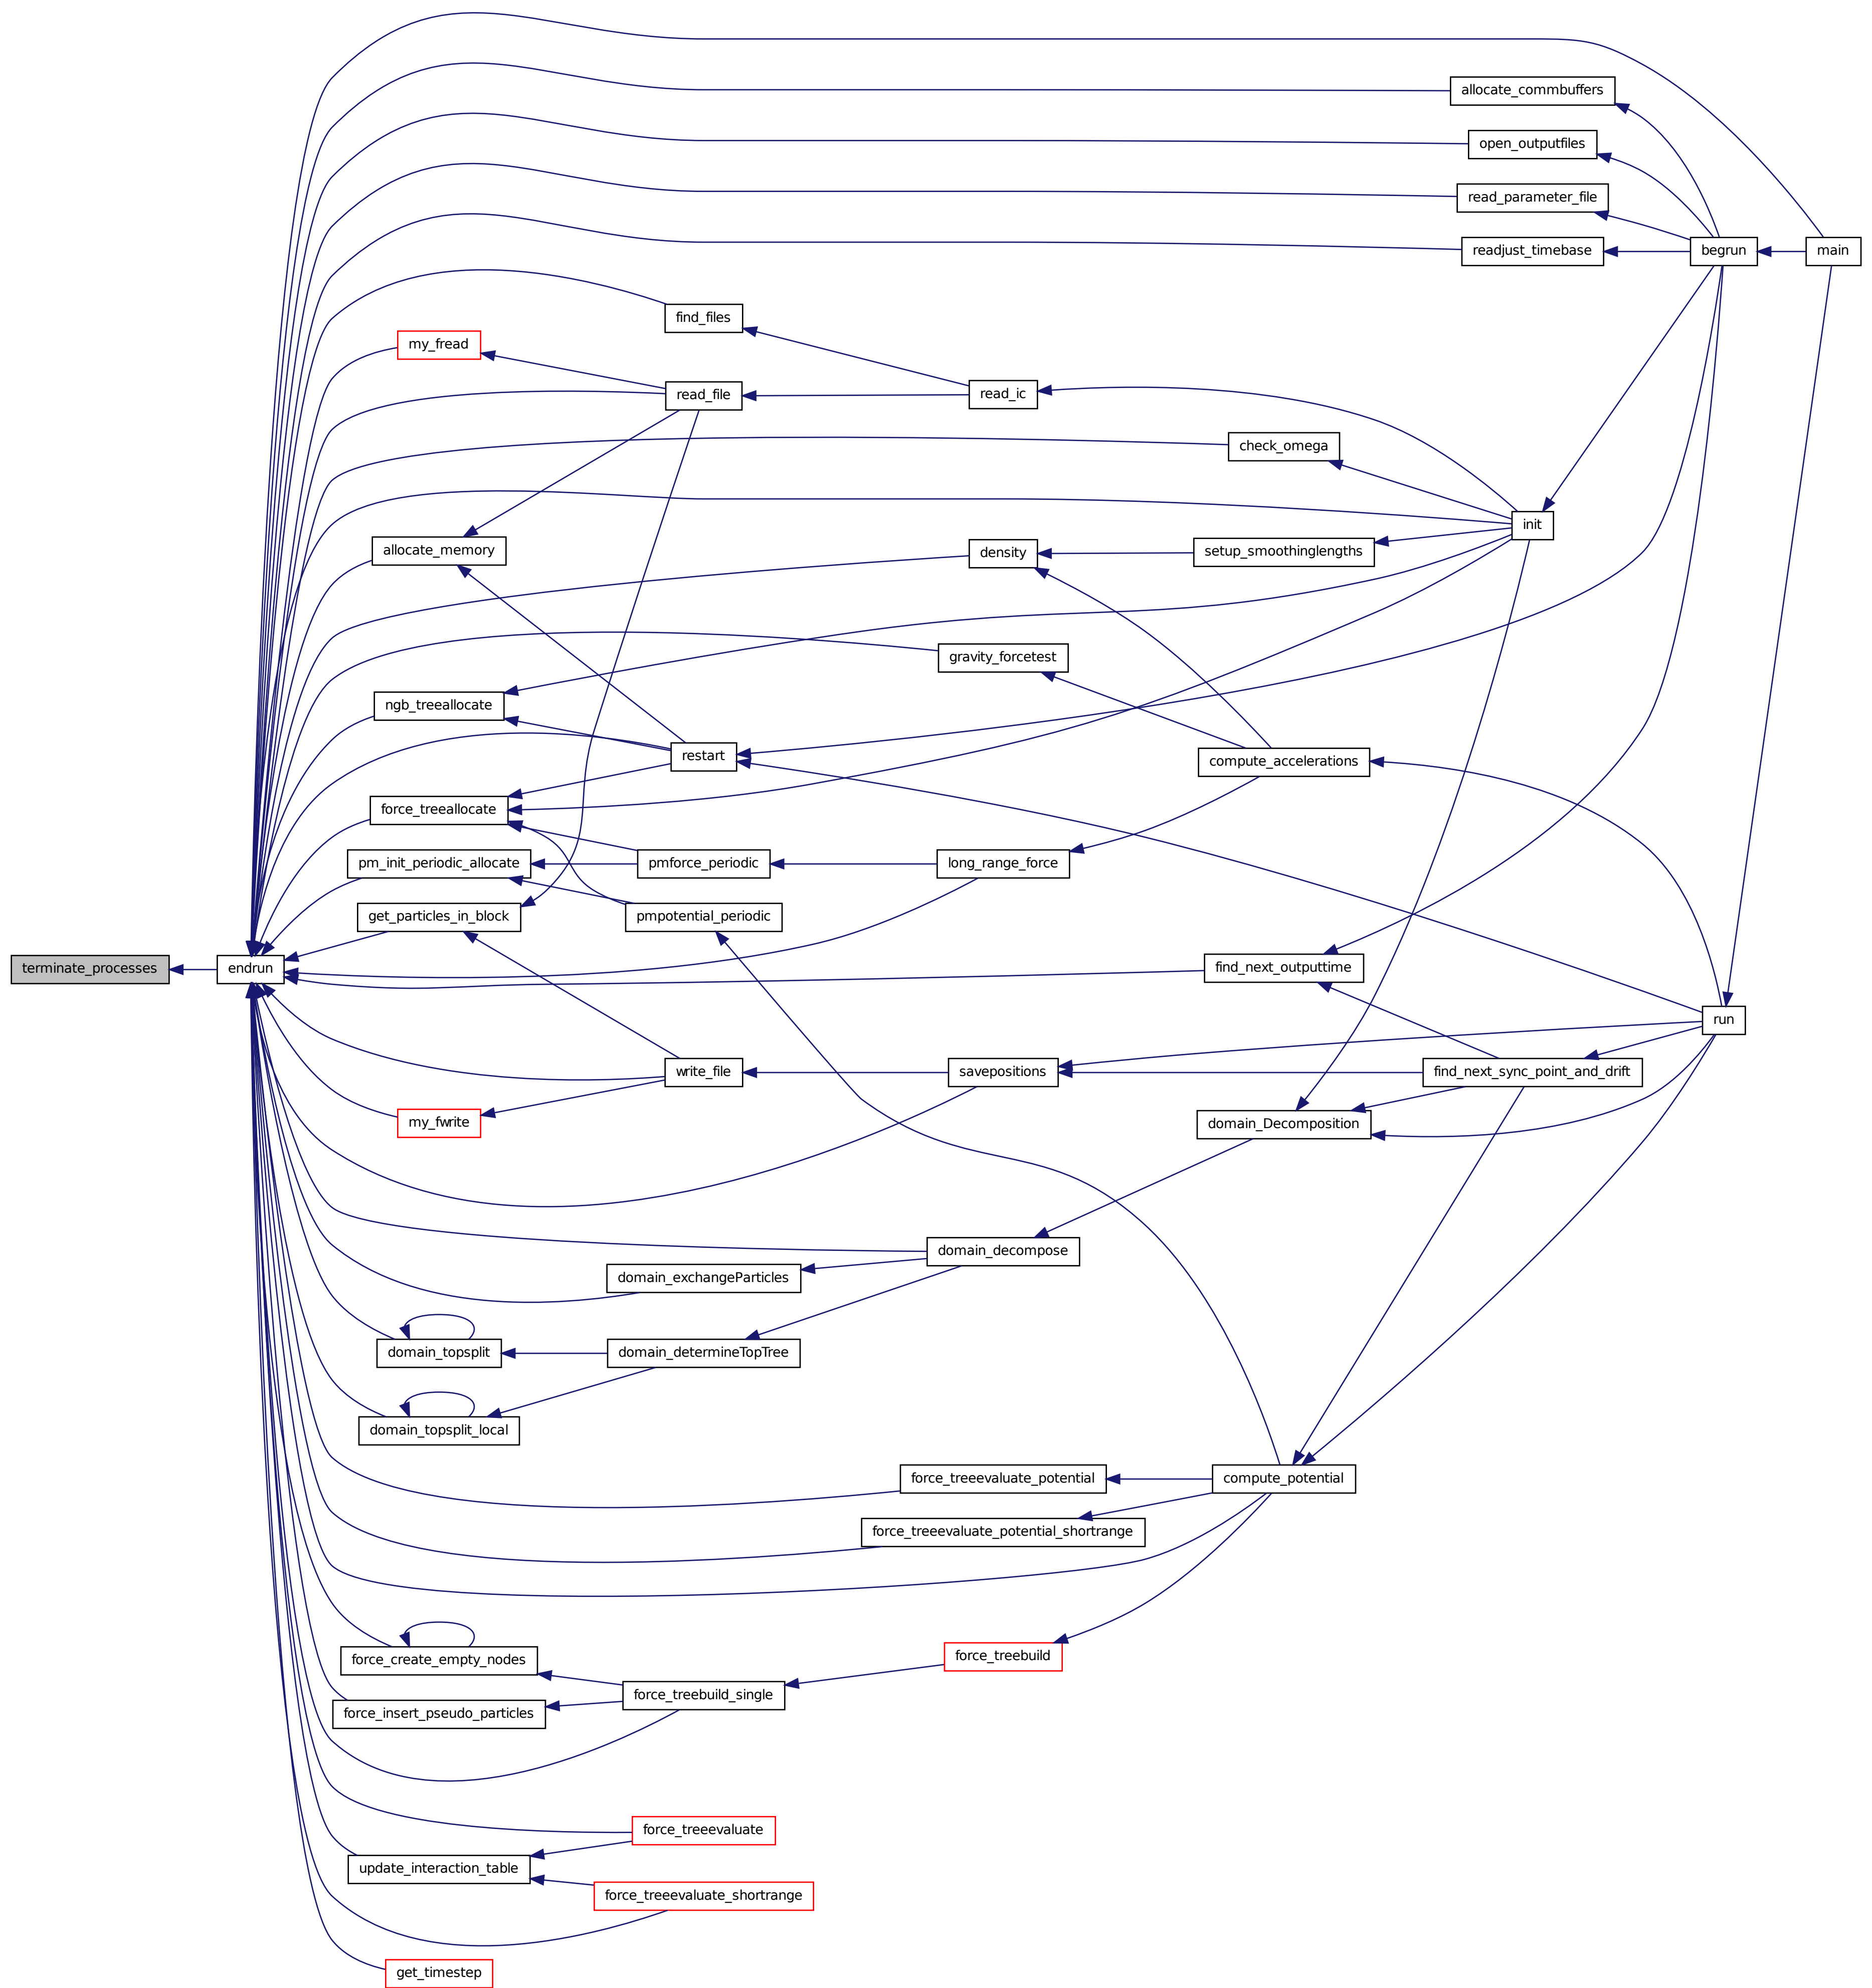 allocate_commbuffers
open_outputfiles
read_parameter_file
readjust_timebase
begrun
main
find_files
my_fread
read_file
read_ic
check_omega
init
allocate_memory
density
setup_smoothinglengths
gravity_forcetest
ngb_treeallocate
restart
compute_accelerations
force_treeallocate
pm_init_periodic_allocate
pmforce_periodic
long_range_force
get_particles_in_block
pmpotential_periodic
terminate_processes
endrun
find_next_outputtime
run
write_file
savepositions
find_next_sync_point_and_drift
my_fwrite
domain_Decomposition
domain_decompose
domain_exchangeParticles
domain_topsplit
domain_determineTopTree
domain_topsplit_local
force_treeevaluate_potential
compute_potential
force_treeevaluate_potential_shortrange
force_create_empty_nodes
force_treebuild
force_treebuild_single
force_insert_pseudo_particles
force_treeevaluate
update_interaction_table
force_treeevaluate_shortrange
get_timestep